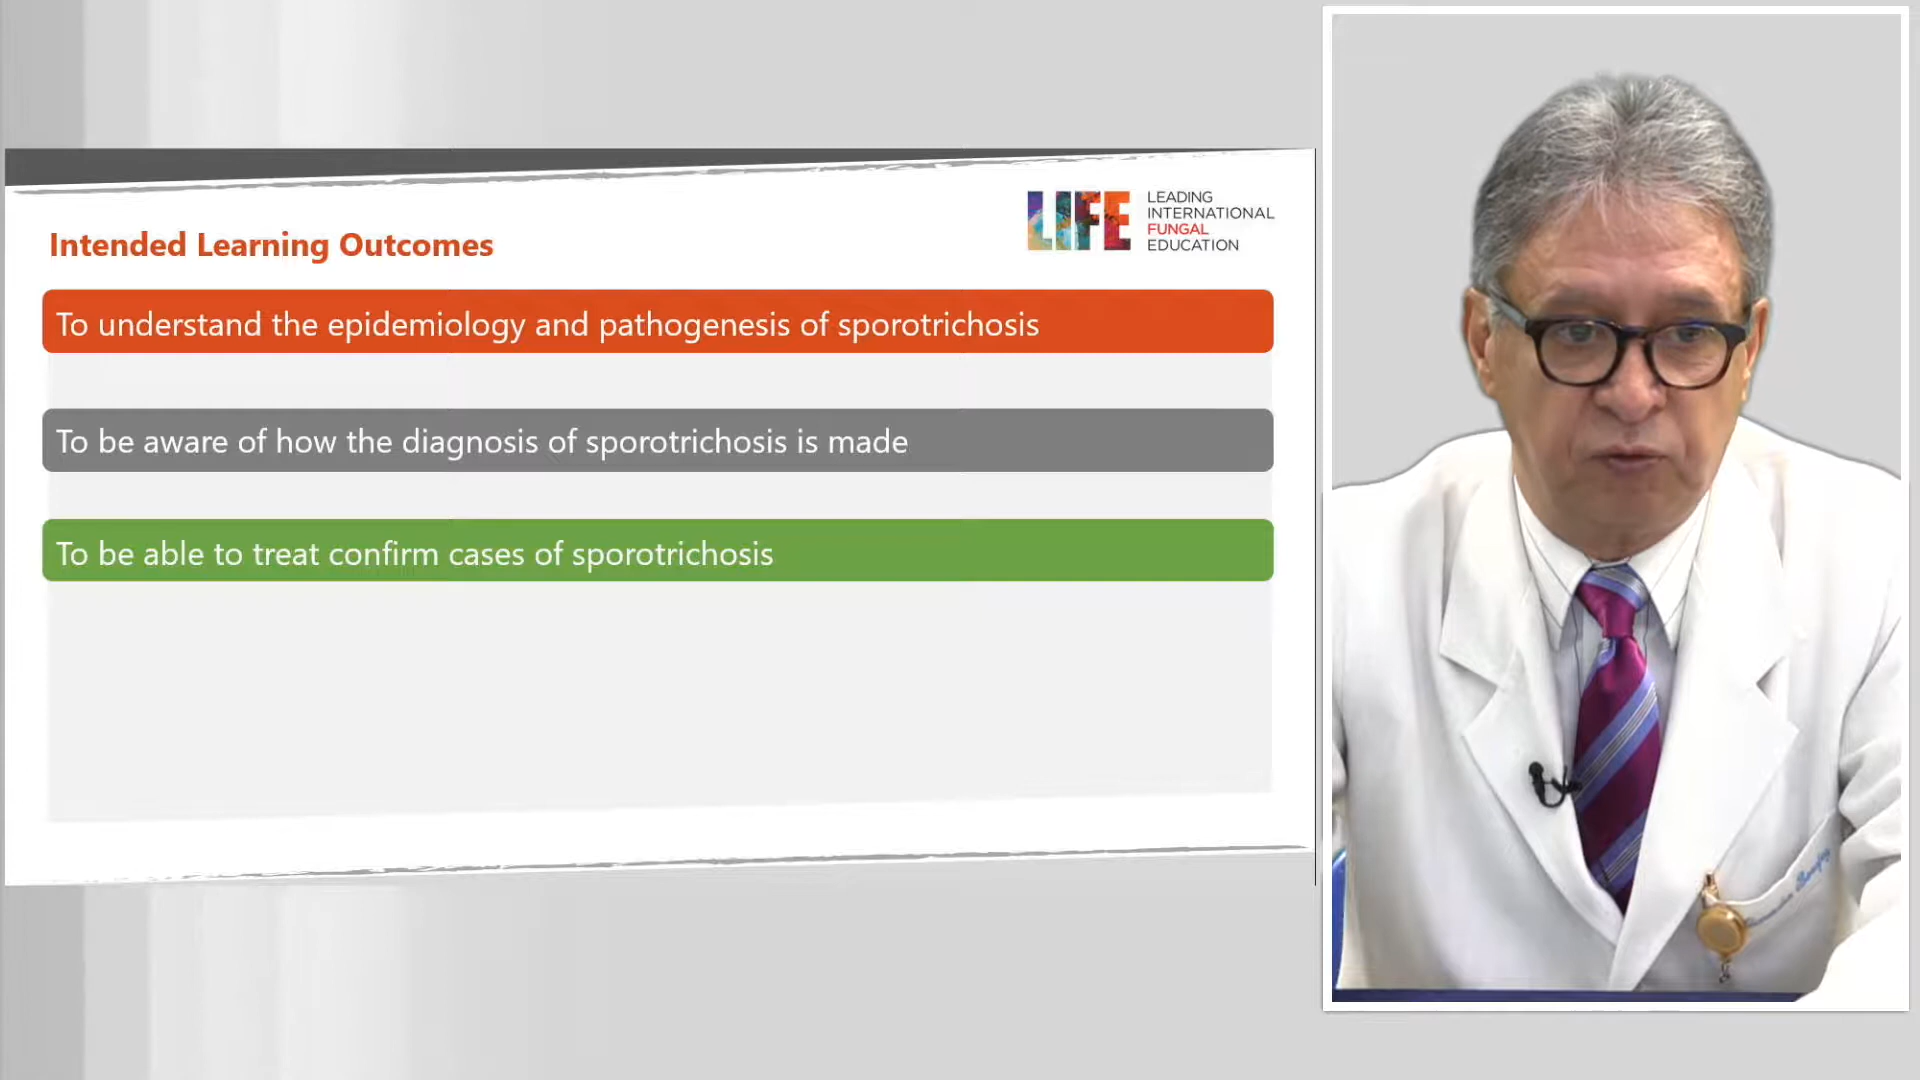 LIFE
LEADING
INTERNATIONAL
FUNGAL
EDUCATION
Intended Learning Outcomes
To understand the epidemiology and pathogenesis of sporotrichosis
To be aware of how the diagnosis of sporotrichosis is made
To be able to treat confirm cases of sporotrichosis